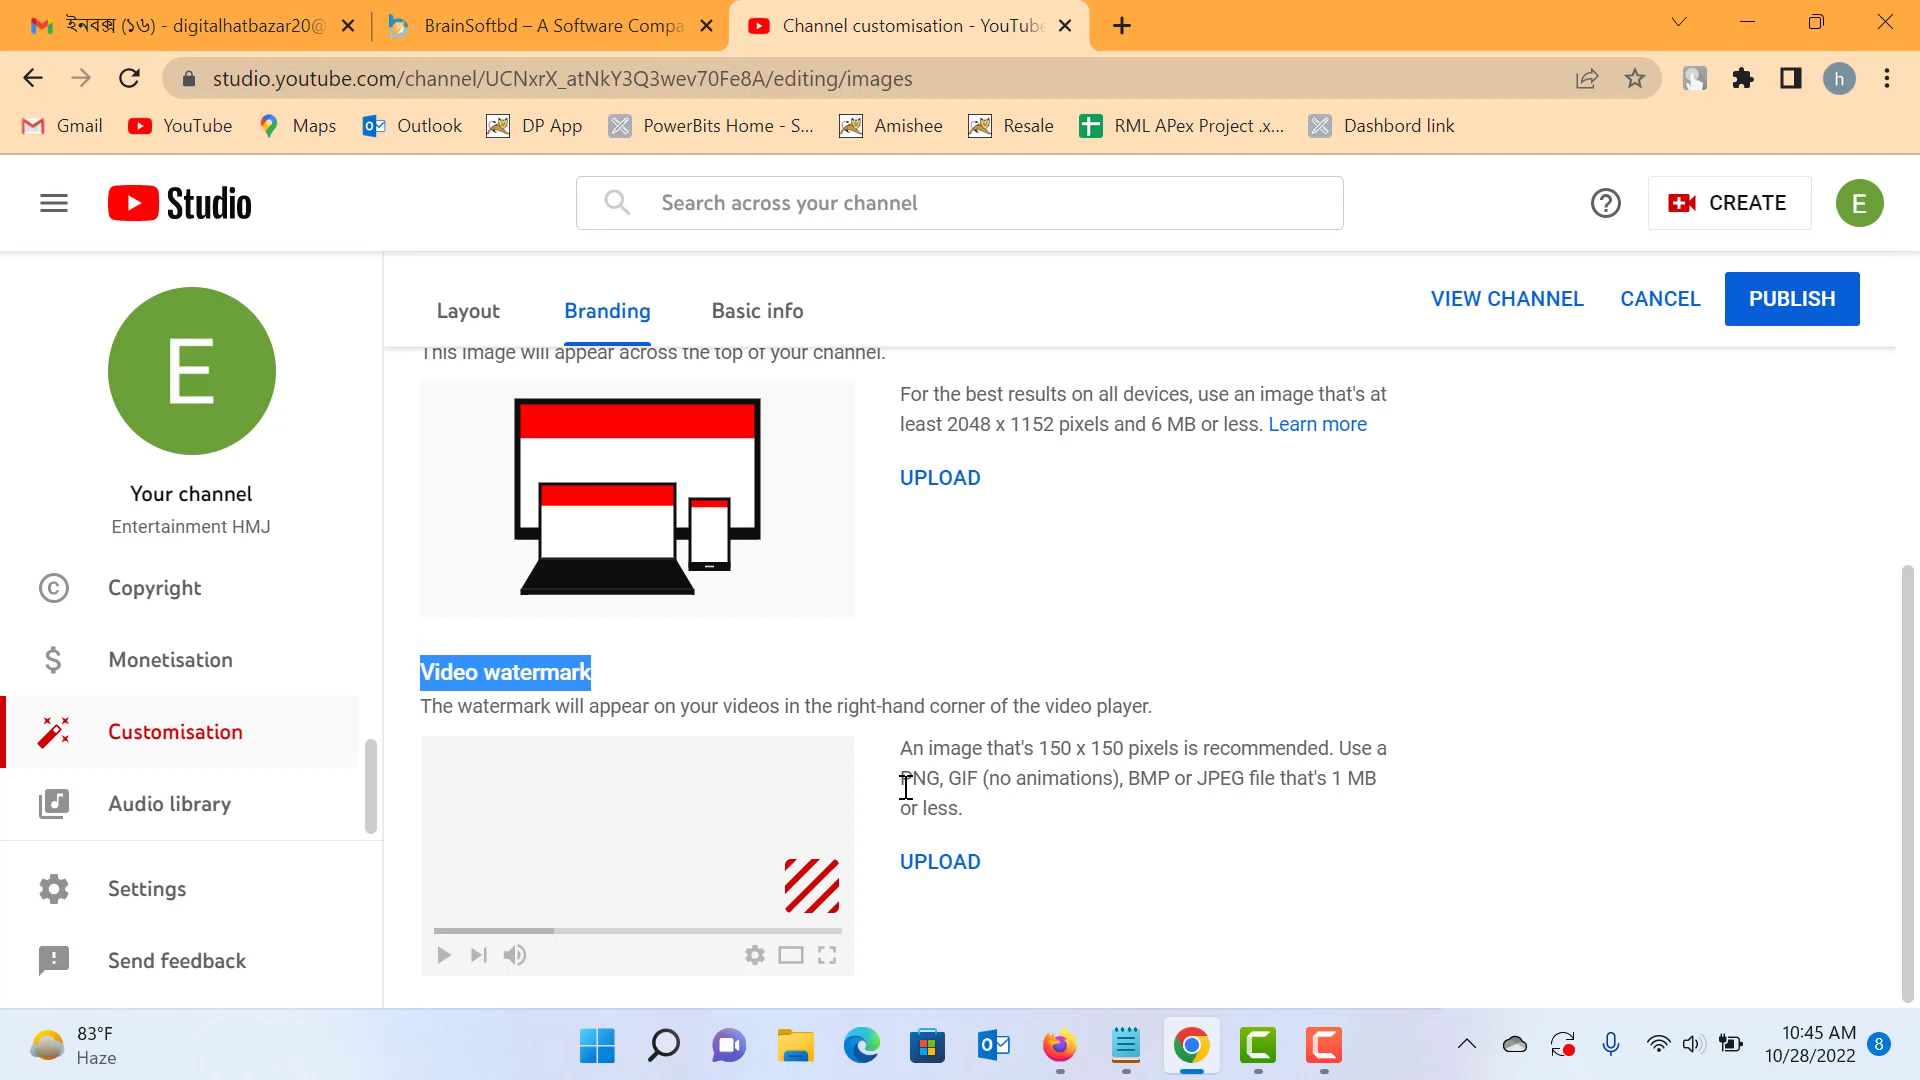 ইনবক্স (১৬) - digitalhatbazar20@
BrainSoftbd – A Software Compa
Channel customisation - YouTube
studio.youtube.com/channel/UCNxrX_atNkY3Q3wev70Fe8A/editing/images
h
Gmail
YouTube
Maps
Outlook
DP App
PowerBits Home - S...
Amishee
Resale
RML APex Project .x...
Dashbord link
Studio
Search across your channel
CREATE
E
Layout
Branding
Basic info
VIEW CHANNEL
CANCEL
PUBLISH
E
Your channel
Entertainment HMJ
Copyright
Monetisation
Customisation
Audio library
Settings
Send feedback
This image will appear across the top of your channel.
For the best results on all devices, use an image that's at
least 2048 x 1152 pixels and 6 MB or less. Learn more
UPLOAD
Video watermark
The watermark will appear on your videos in the right-hand corner of the video player.
An image that's 150 x 150 pixels is recommended. Use a
PNG, GIF (no animations), BMP or JPEG file that's 1 MB
or less.
UPLOAD
83°F
Haze
10:45 AM
10/28/2022
8